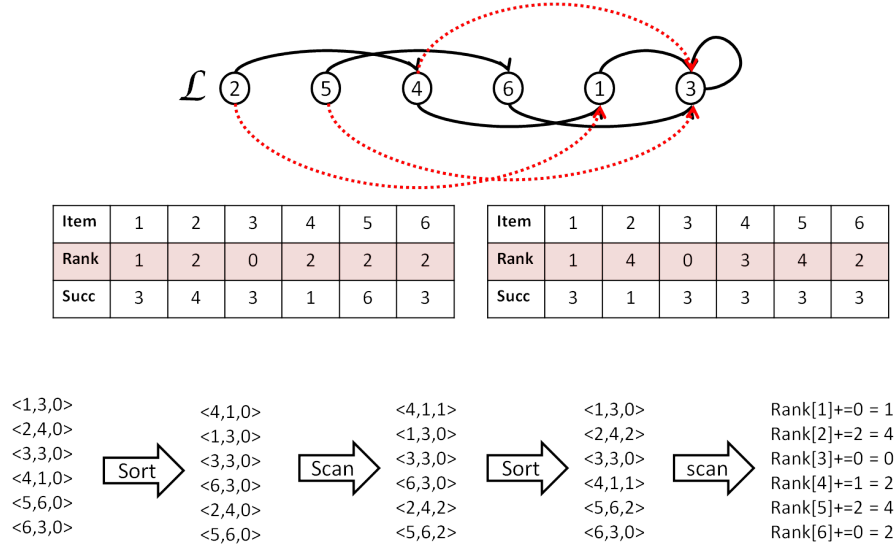 ℒ 2 5 4 6 1 3
Item 1 2 3 4 5 6
Rank 1 2 0 2 2 2
Succ 3 4 3 1 6 3
Item 1 2 3 4 5 6
Rank 1 4 0 3 4 2
Succ 3 1 3 3 3 3
<1,3,0>
<2,4,0>
<3,3,0>
<4,1,0>
<5,6,0>
<6,3,0>
Sort
<4,1,0>
<1,3,0>
<3,3,0>
<6,3,0>
<2,4,0>
<5,6,0>
Scan
<4,1,1>
<1,3,0>
<3,3,0>
<6,3,0>
<2,4,2>
<5,6,2>
Sort
<1,3,0>
<2,4,2>
<3,3,0>
<4,1,1>
<5,6,2>
<6,3,0>
scan
Rank[1]+=0 = 1
Rank[2]+=2 = 4
Rank[3]+=0 = 0
Rank[4]+=1 = 2
Rank[5]+=2 = 4
Rank[6]+=0 = 2